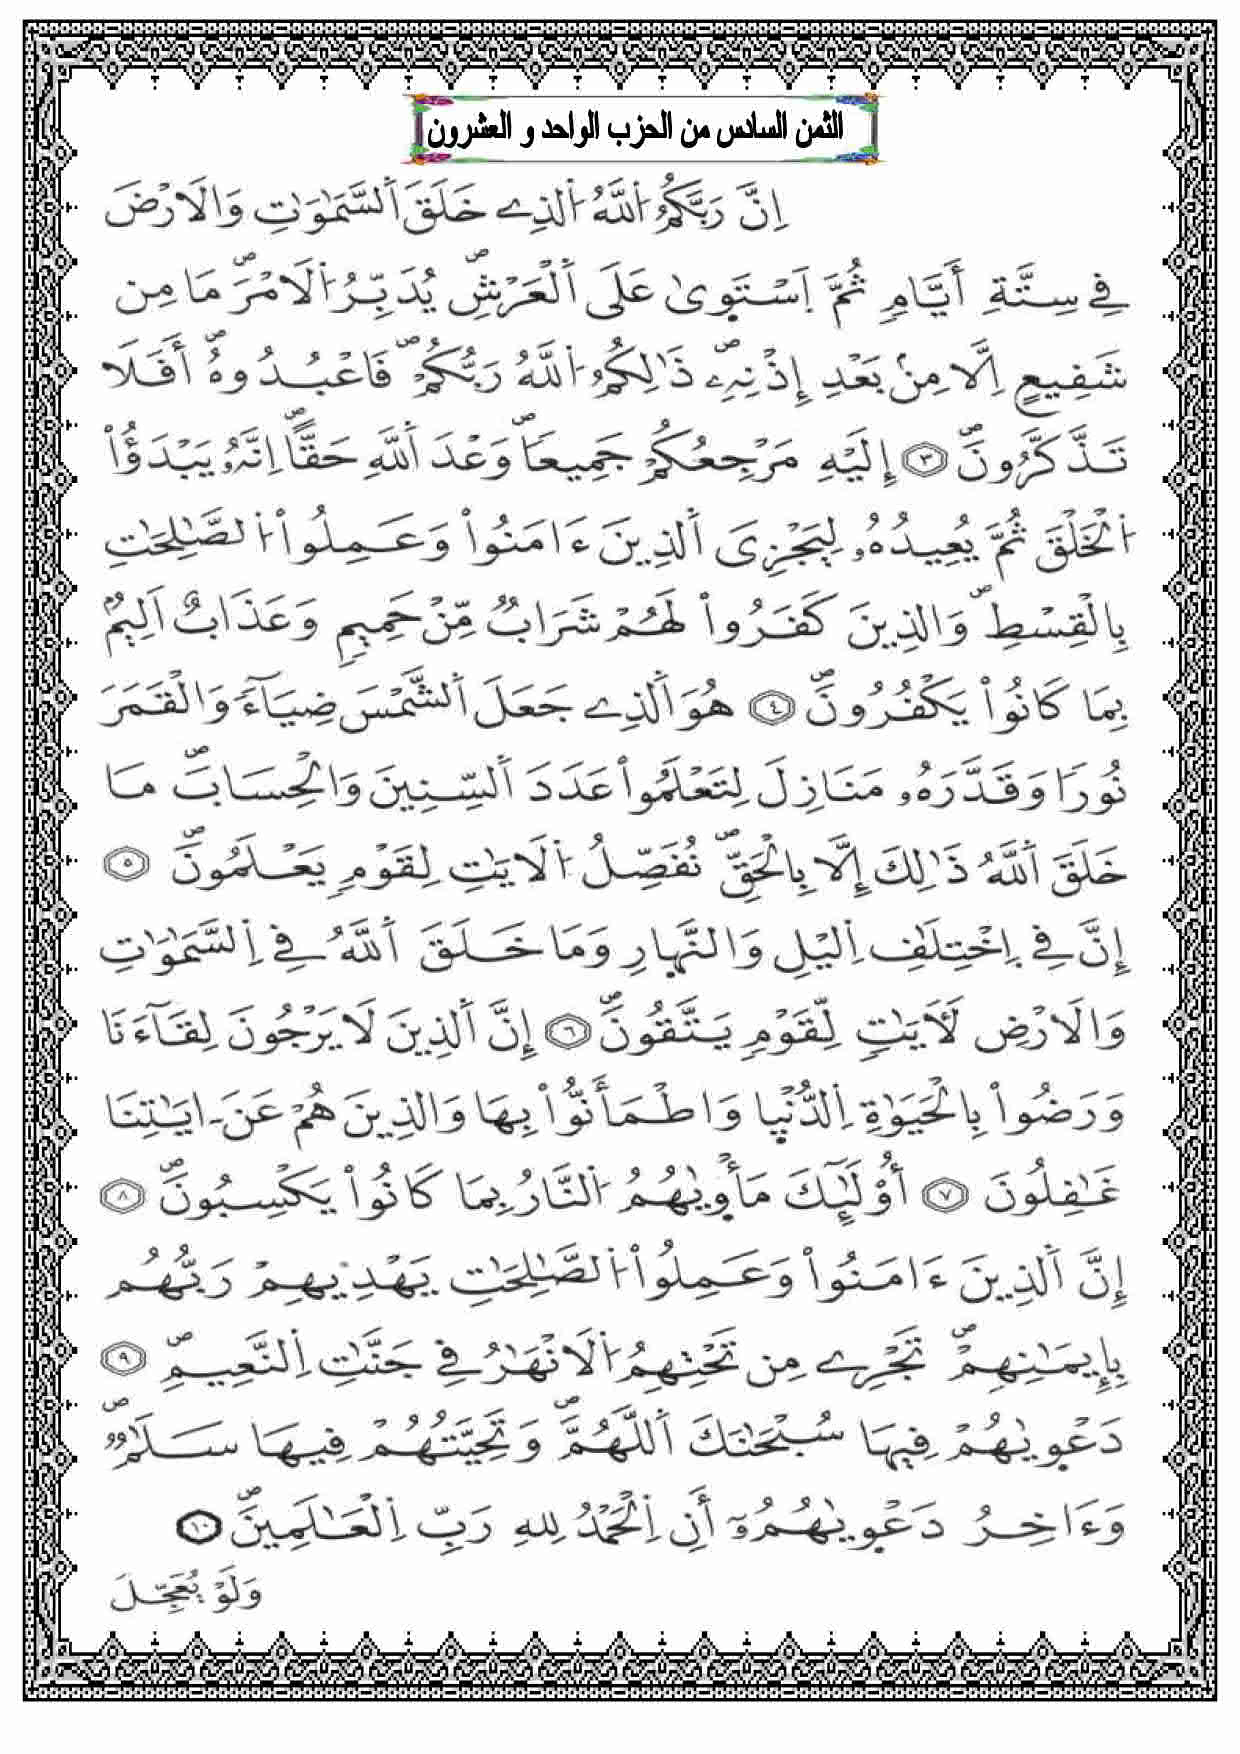 الثمن السادس من الحزب الواحد و العشرون
إِنَّ رَبَّكُمُ اُللَّهُ اُلذِے خَلَقَ اَلسَّمَٰوَٰتِ وَالَارْضَ
فِے سِتَّةِ أَيَّامٖ ثُمَّ اَسْتَوۭيٰ عَلَي اَلْعَرْشِۖ يُدَبِّرُ اُلَامْرَۖ مَا مِن
شَفِيعٍ اِلَّا مِنۢ بَعْدِ إِذْنِهِۦۖ ذَٰلِكُمُ اُللَّهُ رَبُّكُمْۖ فَاعْبُدُوهُۖ أَفَلَا
تَذَّكَّرُونَۖ ٣ إِلَيْهِ مَرْجِعُكُمْ جَمِيعاٗۖ وَعْدَ اَللَّهِ حَقّاًۖ اِنَّهُۥ يَبْدَؤُاْ
اُلْخَلْقَ ثُمَّ يُعِيدُهُۥ لِيَجْزِيَ اَلذِينَ ءَامَنُواْ وَعَمِلُواْ اُلصَّٰلِحَٰتِ
بِالْقِسْطِۖ وَالذِينَ كَفَرُواْ لَهُمْ شَرَابٞ مِّنْ حَمِيمٖ وَعَذَابٌ اَلِيمُۢ
بِمَا كَانُواْ يَكْفُرُونَۖ ٤ هُوَ اَلذِے جَعَلَ اَلشَّمْسَ ضِيَآءٗ وَالْقَمَرَ
نُوراٗ وَقَدَّرَهُۥ مَنَازِلَ لِتَعْلَمُواْ عَدَدَ اَلسِّنِينَ وَالْحِسَابَۖ مَا
خَلَقَ اَللَّهُ ذَٰلِكَ إِلَّا بِالْحَقِّۖ نُفَصِّلُ اُلَايَٰتِ لِقَوْمٖ يَعْلَمُونَۖ ٥
إِنَّ فِے اِخْتِلَٰفِ اِليْلِ وَالنَّهٰارِ وَمَا خَلَقَ اَللَّهُ فِے اِلسَّمَٰوَٰتِ
وَالَارْضِ لَأٓيَٰتٖ لِّقَوْمٖ يَتَّقُونَۖ ٦ إِنَّ اَلذِينَ لَا يَرْجُونَ لِقَآءَنَا
وَرَضُواْ بِالْحَيَوٰةِ اِلدُّنْيٰا وَاطْمَأَنُّواْ بِهَا وَالذِينَ هُمْ عَنَ ايَٰتِنَا
غَٰفِلُونَ ٧ أُوْلَٰٓئِكَ مَأْوۭيٰهُمُ اُلنَّارُ بِمَا كَانُواْ يَكْسِبُونَۖ ٨
إِنَّ اَلذِينَ ءَامَنُواْ وَعَمِلُواْ اُلصَّٰلِحَٰتِ يَهْدِيهِمْ رَبُّهُم
بِإِيمَٰنِهِمْۖ تَجْرِے مِن تَحْتِهِمُ اُلَانْهَٰرُ فِے جَنَّٰتِ اِلنَّعِيمِۖ ٩
دَعْوۭيٰهُمْ فِيهَا سُبْحَٰنَكَ اَللَّهُمَّۖ وَتَحِيَّتُهُمْ فِيهَا سَلَٰمٞۖ
وَءَاخِرُ دَعْوۭيٰهُمُۥٓ أَنِ اِلْحَمْدُ لِلهِ رَبِّ اِلْعَٰلَمِينَۖ ١٠
وَلَوْ يُعَجِّلُ